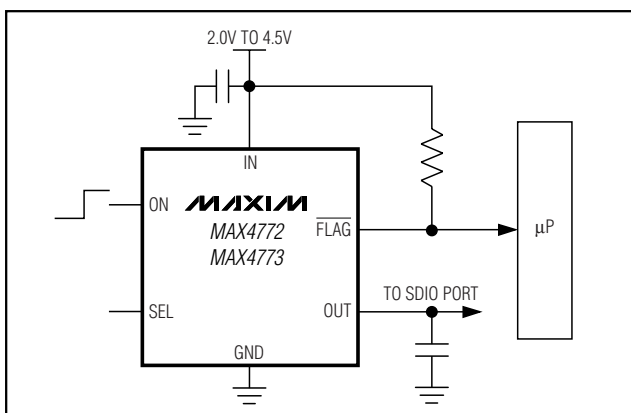 2.0V TO 4.5V
IN
ON
MAXIM
MAX4772
MAX4773
FLAG
μP
SEL
OUT
TO SDIO PORT
GND